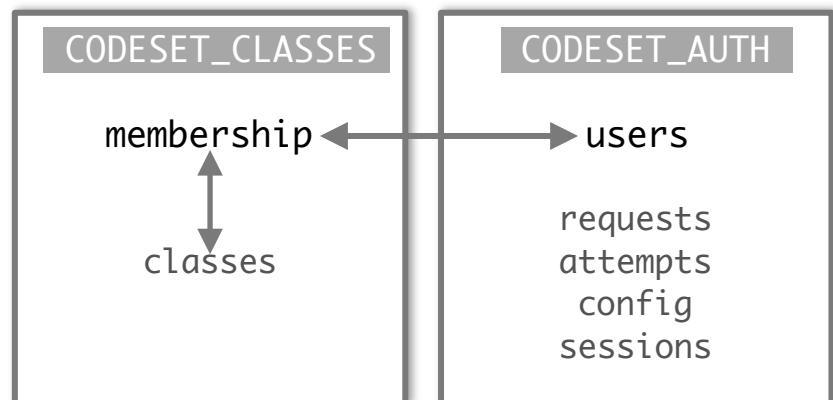 CODESET_CLASSES
membership
classes
CODESET_AUTH
users
requests
attempts
config
sessions